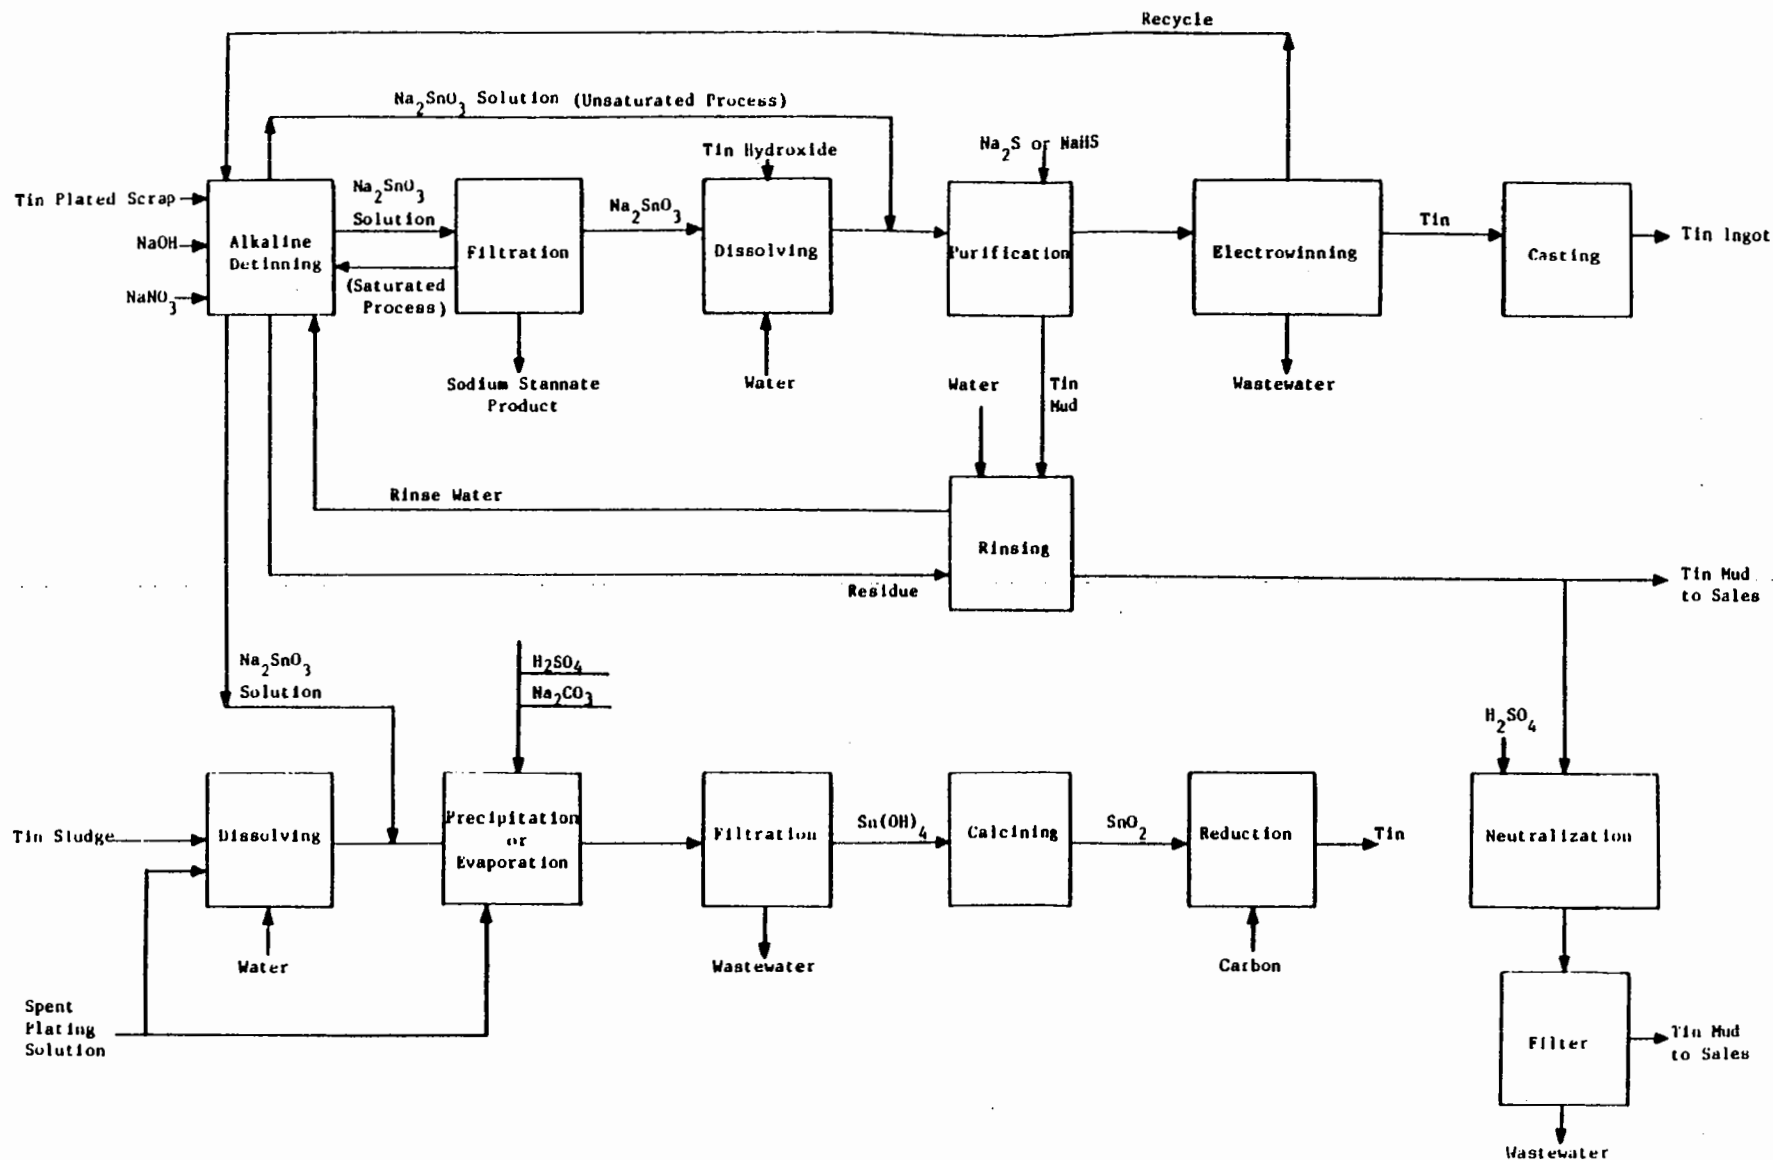 Recycle
Na2SnO3 Solution (Unsaturated Process)
Tin Hydroxide
Na2S or NaHS
Tin Plated Scrap
NaOH
NaNO3
Alkaline
Detinning
Na2SnO3
Solution
(Saturated
Process)
Filtration
Na2SnO3
Dissolving
Purification
Electrowinning
Tin
Casting
Tin Ingot
Sodium Stannate
Product
Water
Water
Tin
Mud
Wastewater
Rinse Water
Rinsing
Residue
Tin Mud
to Sales
Na2SnO3
Solution
H2SO4
Na2CO3
H2SO4
Tin Sludge
Dissolving
Precipitation
or
Evaporation
Filtration
Sn(OH)4
Calcining
SnO2
Reduction
Tin
Neutralization
Water
Wastewater
Carbon
Spent
Plating
Solution
Filter
Tin Mud
to Sales
Wastewater